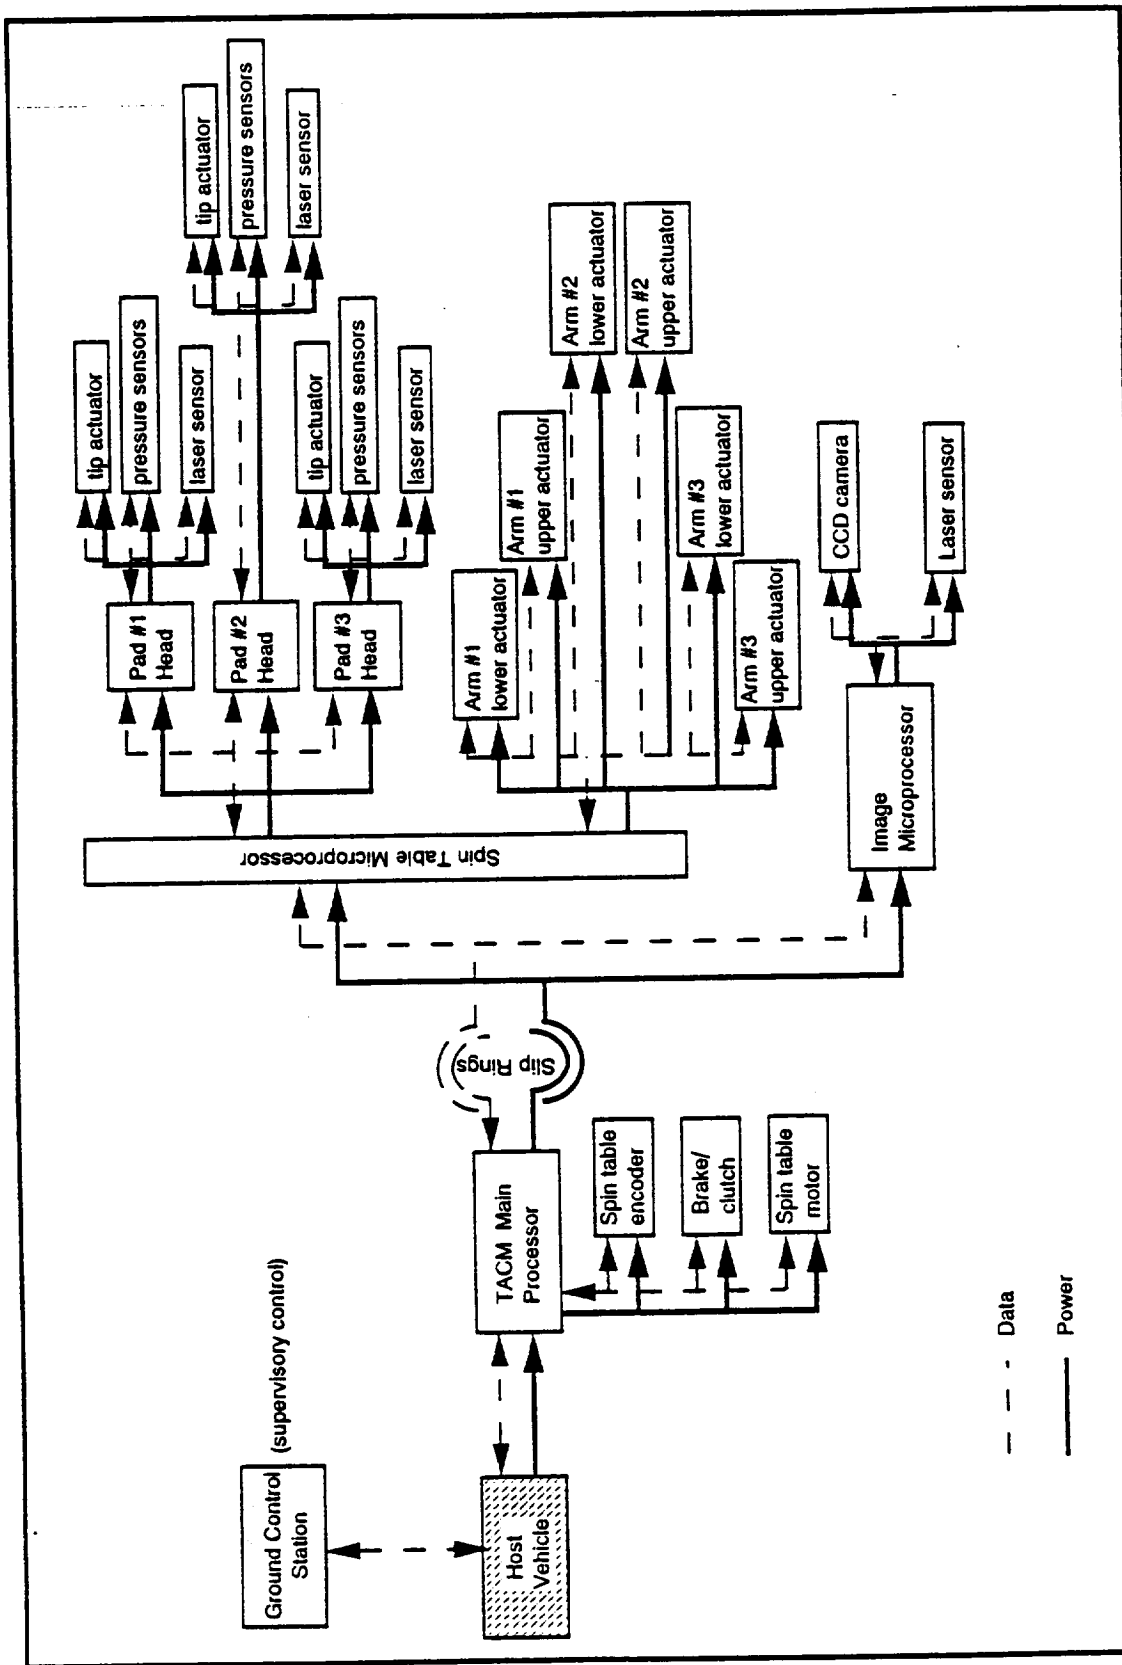 Ground Control
Station
(supervisory control)
Host
Vehicle
TACM Main
Processor
Spin table
encoder
Brake/
clutch
Spin table
motor
Slip Rings
Spin Table Microprocessor
Image
Microprocessor
Pad #1
Head
Pad #2
Head
Pad #3
Head
tip actuator
pressure sensors
laser sensor
tip actuator
pressure sensors
laser sensor
tip actuator
pressure sensors
laser sensor
Arm #1
lower actuator
Arm #1
upper actuator
Arm #2
lower actuator
Arm #2
upper actuator
Arm #3
lower actuator
Arm #3
upper actuator
CCD camera
Laser sensor
Data
Power